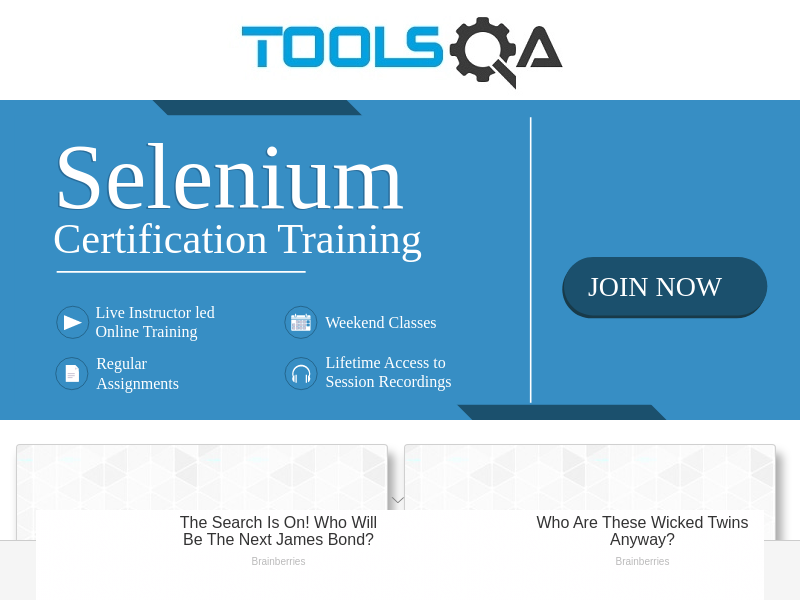 TOOLSQA
Selenium
Certification Training
JOIN NOW
Live Instructor led
Online Training
Weekend Classes
Regular
Assignments
Lifetime Access to
Session Recordings
The Search Is On! Who Will
Be The Next James Bond?
Brainberries
Who Are These Wicked Twins
Anyway?
Brainberries